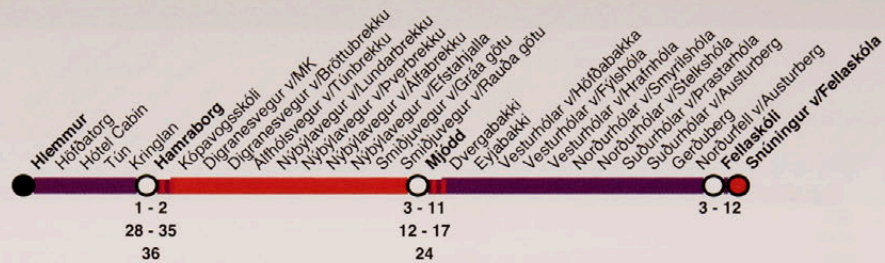 Hlemmur
Höfðatorg
Hótel Cabin
Tún
Kringlan
Hamraborg
Kópavogsskóli
Digranesvegur v/MK
Digranesvegur v/Bröttubrekku
Álfhólsvegur v/Túnbrekku
Nýbýlavegur v/Lundarbrekku
Nýbýlavegur v/Þverbrekku
Nýbýlavegur v/Álfabrekku
Nýbýlavegur v/Efstahjalla
Smiðjuvegur v/Gráa götu
Smiðjuvegur v/Rauða götu
Mjódd
Dvergabakki
Eyjabakki
Vesturhólar v/Höfðabakka
Vesturhólar v/Fýlshóla
Vesturhólar v/Hrafnhóla
Norðurhólar v/Smyrilshóla
Norðurhólar v/Stelkshóla
Suðurhólar v/Þrastarhóla
Suðurhólar v/Austurberg
Gerðuberg
Norðurfell v/Austurberg
Fellaskóli
Snúningur v/Fellaskóla
1 - 2
3 - 11
3 - 12
28 - 35
12 - 17
36
24